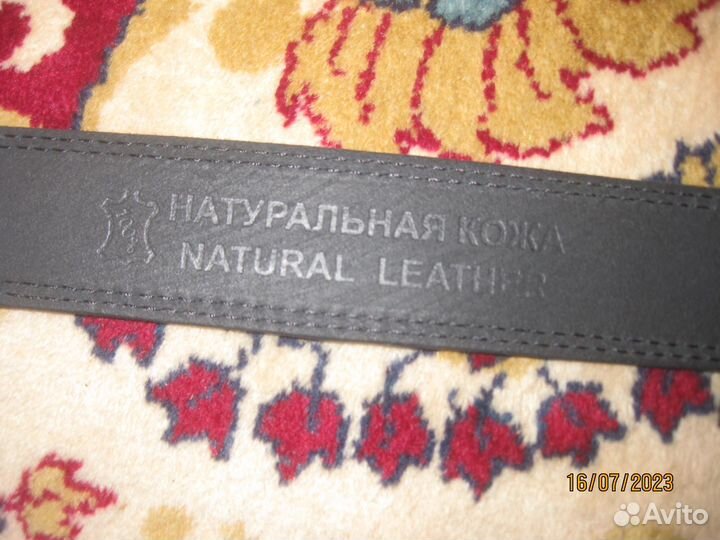 НАТУРАЛЬНАЯ КОЖА
NATURAL LEATHER
16/07/2023
Avito